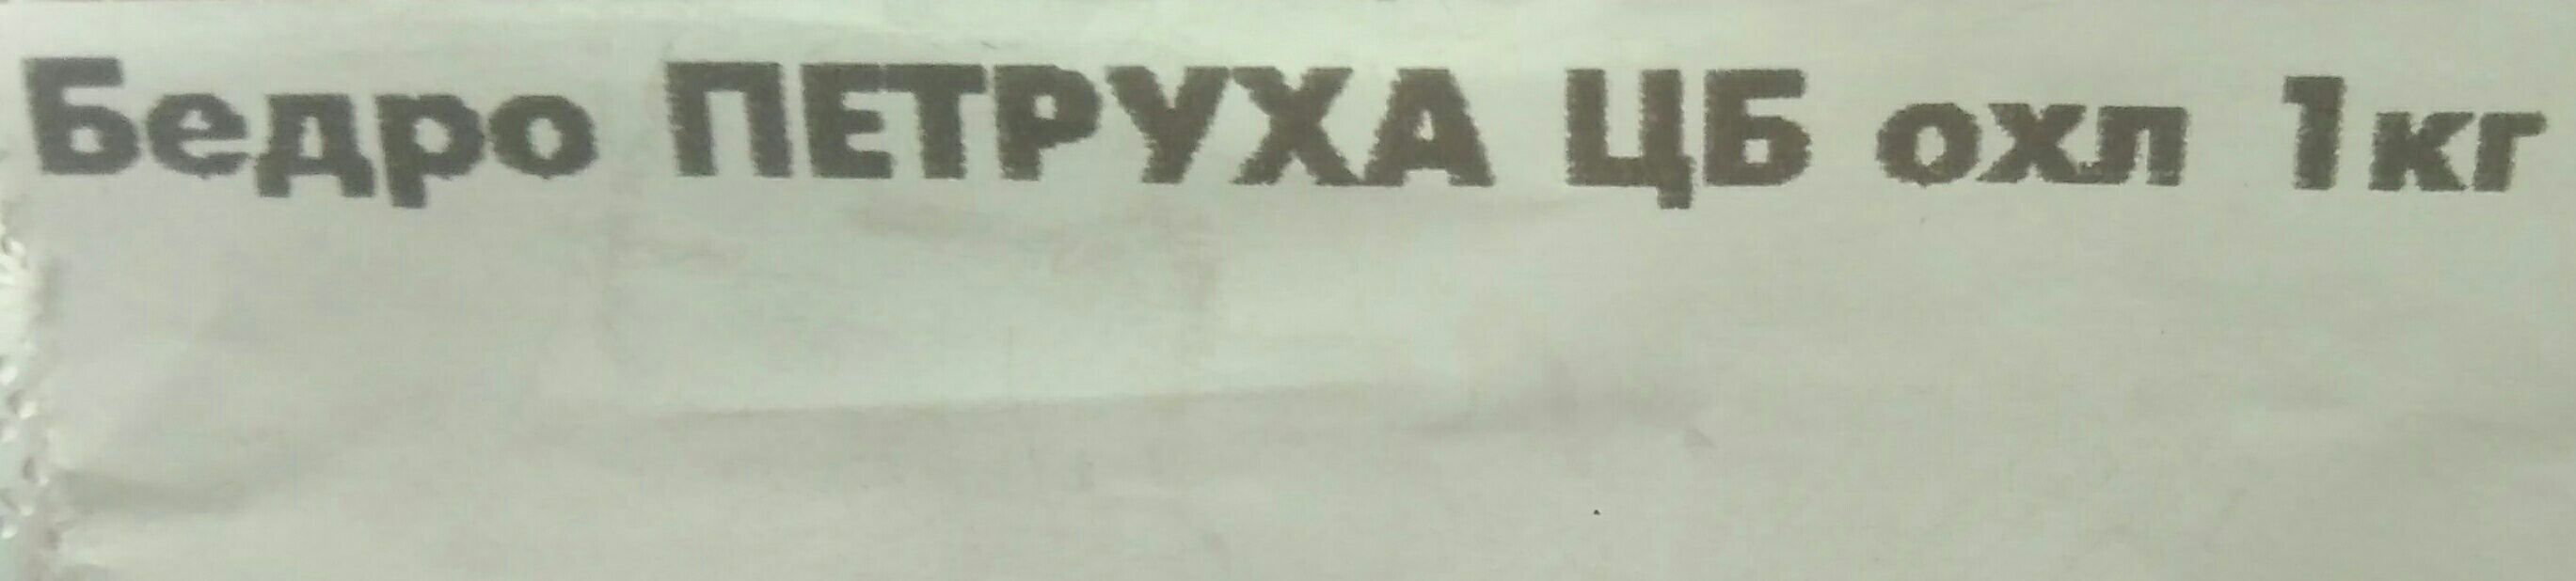 Бедро ПЕТРУХА ЦБ охл 1кг